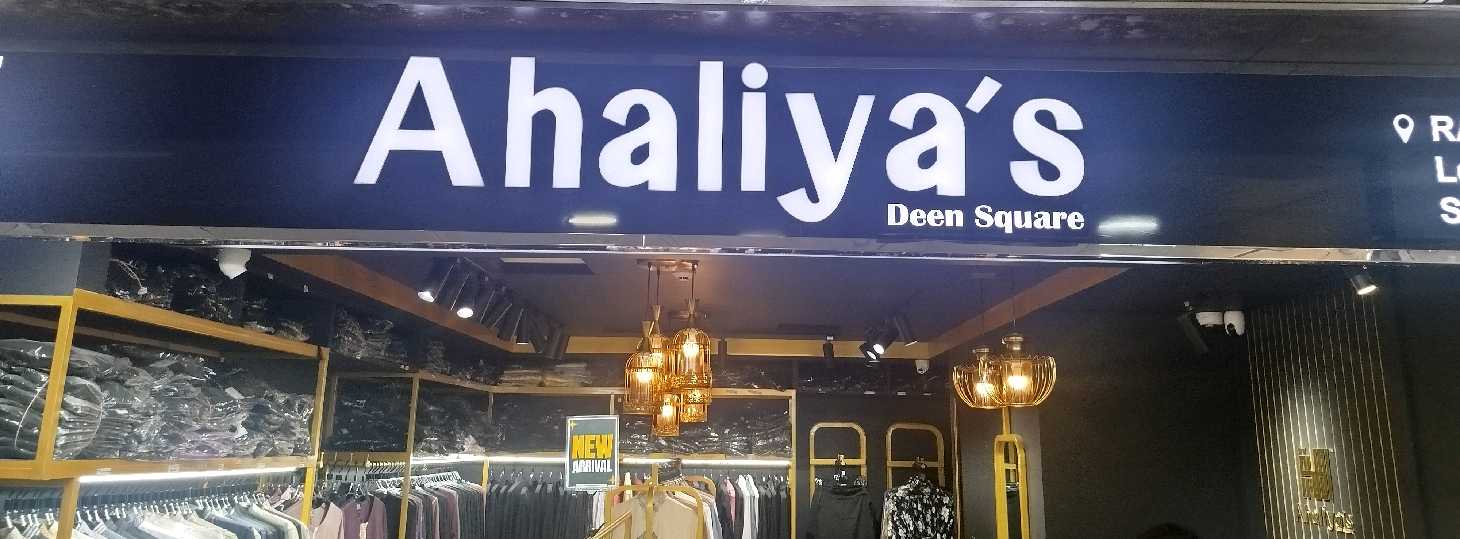 Ahaliya's
Deen Square
NEW
ARRIVAL